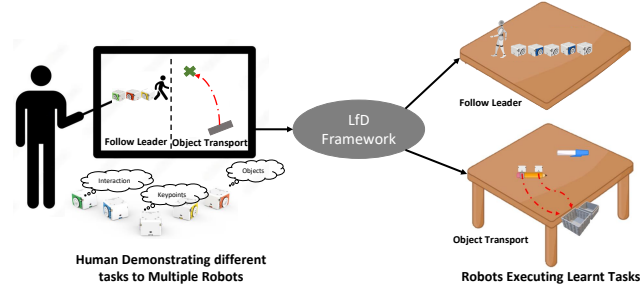 Follow Leader
Object Transport
Interaction
Keypoints
Objects
Human Demonstrating different
tasks to Multiple Robots
LfD
Framework
Follow Leader
Object Transport
Robots Executing Learnt Tasks